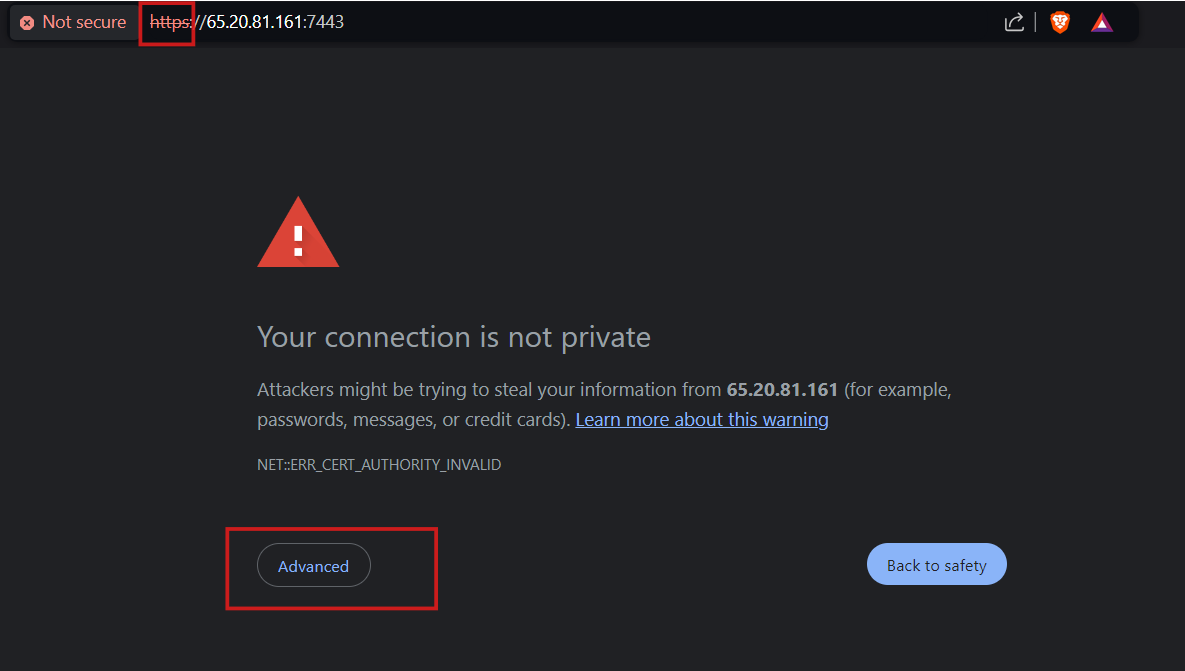 Not secure https://65.20.81.161:7443
Your connection is not private
Attackers might be trying to steal your information from 65.20.81.161 (for example,
passwords, messages, or credit cards). Learn more about this warning
NET::ERR_CERT_AUTHORITY_INVALID
Advanced Back to safety